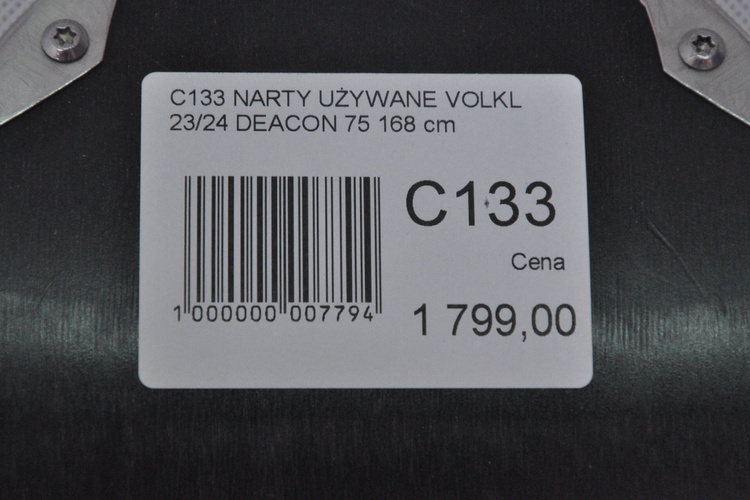 C133 NARTY UŻYWANE VOLKL
23/24 DEACON 75 168 cm
C133
Cena
1 799,00
1 000000 007794